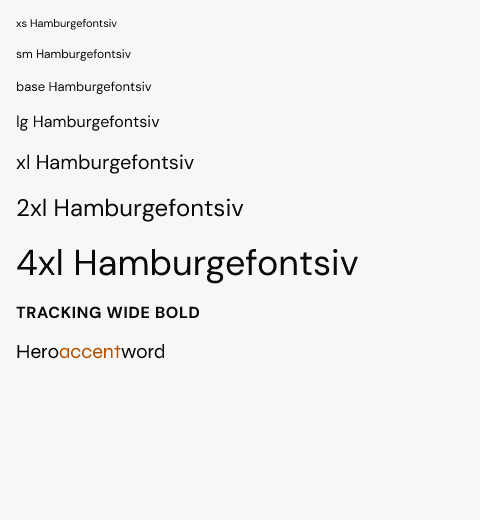 xs Hamburgefontsiv
sm Hamburgefontsiv
base Hamburgefontsiv
lg Hamburgefontsiv
xl Hamburgefontsiv
2xl Hamburgefontsiv
4xl Hamburgefontsiv
TRACKING WIDE BOLD
Heroaccentword